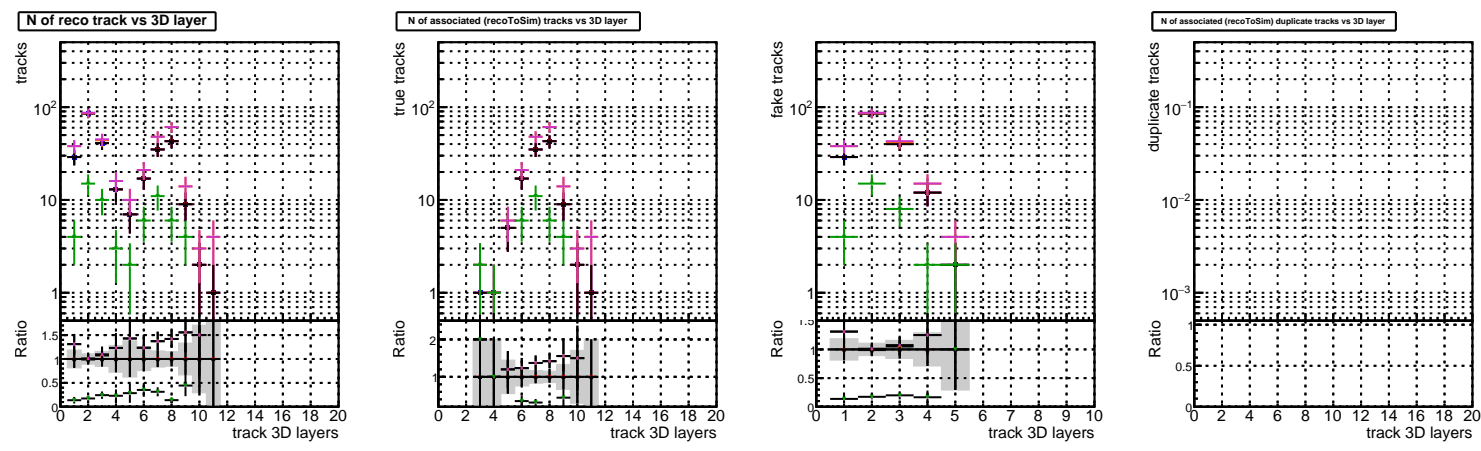 N of reco track vs 3D layer
tracks
10²
10
1
Ratio
1.5
1
0.5
0
0 2 4 6 8 10 12 14 16 18 20
track 3D layers
N of associated (recoToSim) tracks vs 3D layer
true tracks
10²
10
1
Ratio
2
1
0 2 4 6 8 10 12 14 16 18 20
track 3D layers
fake tracks
10²
10
1
Ratio
1.5
1
0.5
0
0 1 2 3 4 5 6 7 8 9 10
track 3D layers
N of associated (recoToSim) duplicate tracks vs 3D layer
duplicate tracks
10⁻¹
10⁻²
10⁻³
Ratio
1
0.5
0
0 2 4 6 8 10 12 14 16 18 20
track 3D layers